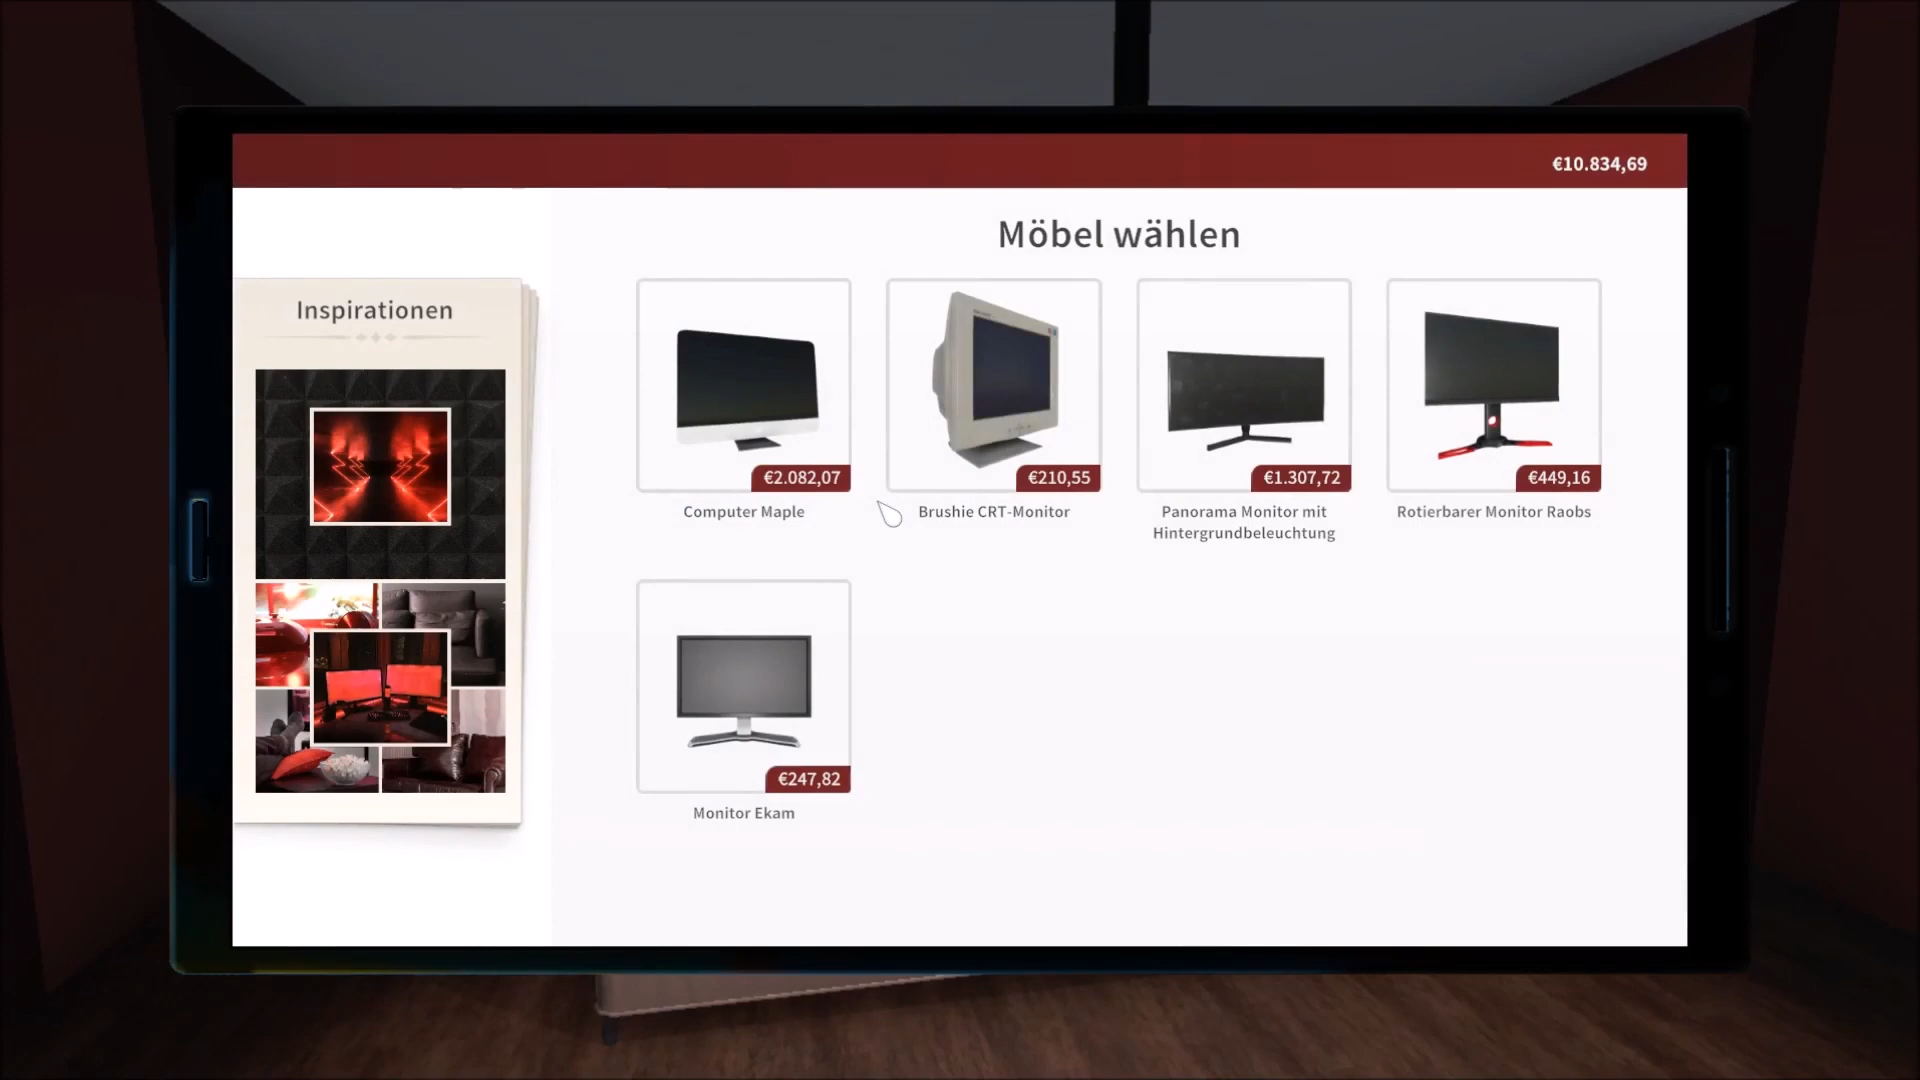 €10.834,69
Möbel wählen
Inspirationen
€2.082,07
€210,55
€1.307,72
€449,16
Computer Maple
Brushie CRT-Monitor
Panorama Monitor mit
Hintergrundbeleuchtung
Rotierbarer Monitor Raobs
€247,82
Monitor Ekam